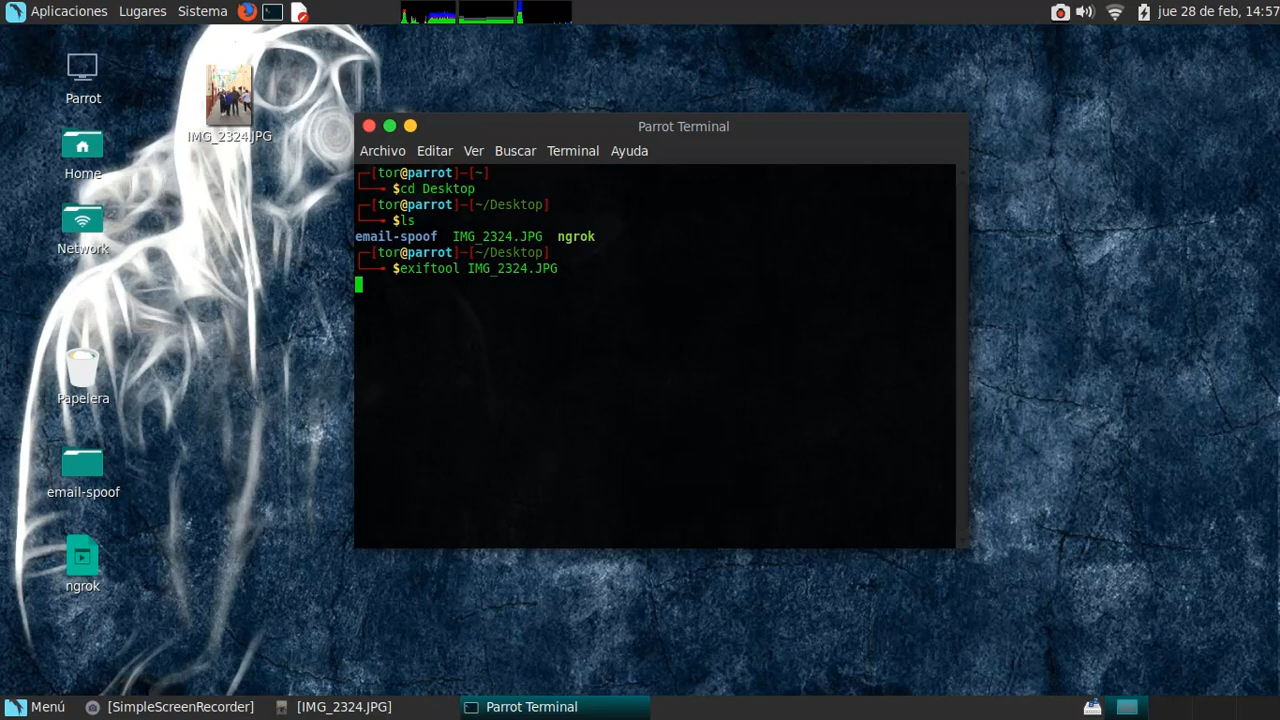 Aplicaciones Lugares Sistema
jue 28 de feb, 14:57
Parrot
IMG_2324.JPG
Home
Network
Papelera
email-spoof
ngrok
Parrot Terminal
Archivo Editar Ver Buscar Terminal Ayuda
┌─[tor@parrot]─[~]
└──╼ $cd Desktop
┌─[tor@parrot]─[~/Desktop]
└──╼ $ls
email-spoof IMG_2324.JPG ngrok
┌─[tor@parrot]─[~/Desktop]
└──╼ $exiftool IMG_2324.JPG
Menú [SimpleScreenRecorder] [IMG_2324.JPG] Parrot Terminal